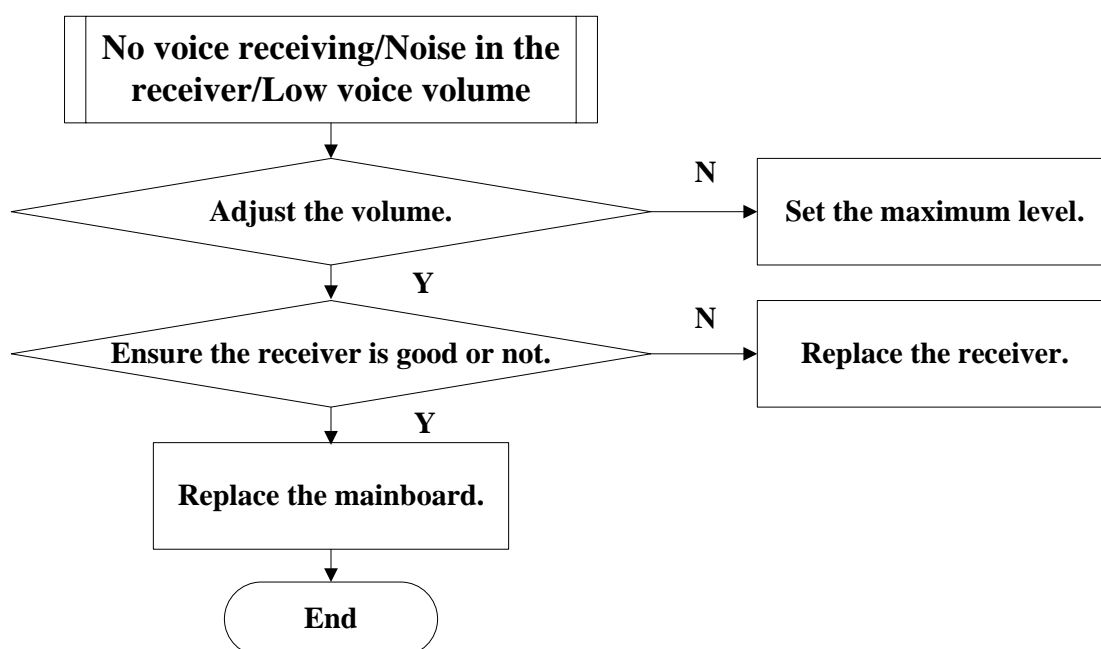 No voice receiving/Noise in the
receiver/Low voice volume
N
Adjust the volume.
Set the maximum level.
Y
N
Ensure the receiver is good or not.
Replace the receiver.
Y
Replace the mainboard.
End